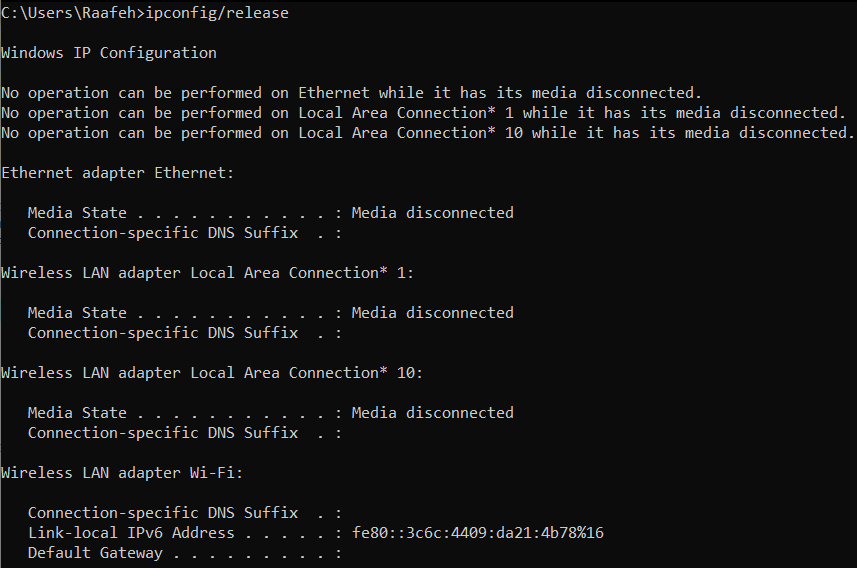 C:\Users\Raafeh>ipconfig/release
Windows IP Configuration
No operation can be performed on Ethernet while it has its media disconnected.
No operation can be performed on Local Area Connection* 1 while it has its media disconnected.
No operation can be performed on Local Area Connection* 10 while it has its media disconnected.
Ethernet adapter Ethernet:
   Media State . . . . . . . . . . . : Media disconnected
   Connection-specific DNS Suffix  . :
Wireless LAN adapter Local Area Connection* 1:
   Media State . . . . . . . . . . . : Media disconnected
   Connection-specific DNS Suffix  . :
Wireless LAN adapter Local Area Connection* 10:
   Media State . . . . . . . . . . . : Media disconnected
   Connection-specific DNS Suffix  . :
Wireless LAN adapter Wi-Fi:
   Connection-specific DNS Suffix  . :
   Link-local IPv6 Address . . . . . : fe80::3c6c:4409:da21:4b78%16
   Default Gateway . . . . . . . . . :